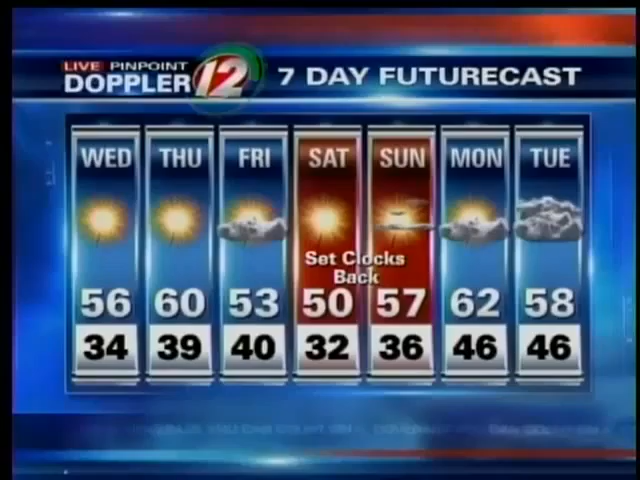 LIVE PINPOINT
DOPPLER 12
7 DAY FUTURECAST
WED THU FRI SAT SUN MON TUE
Set Clocks
Back
56 60 53 50 57 62 58
34 39 40 32 36 46 46